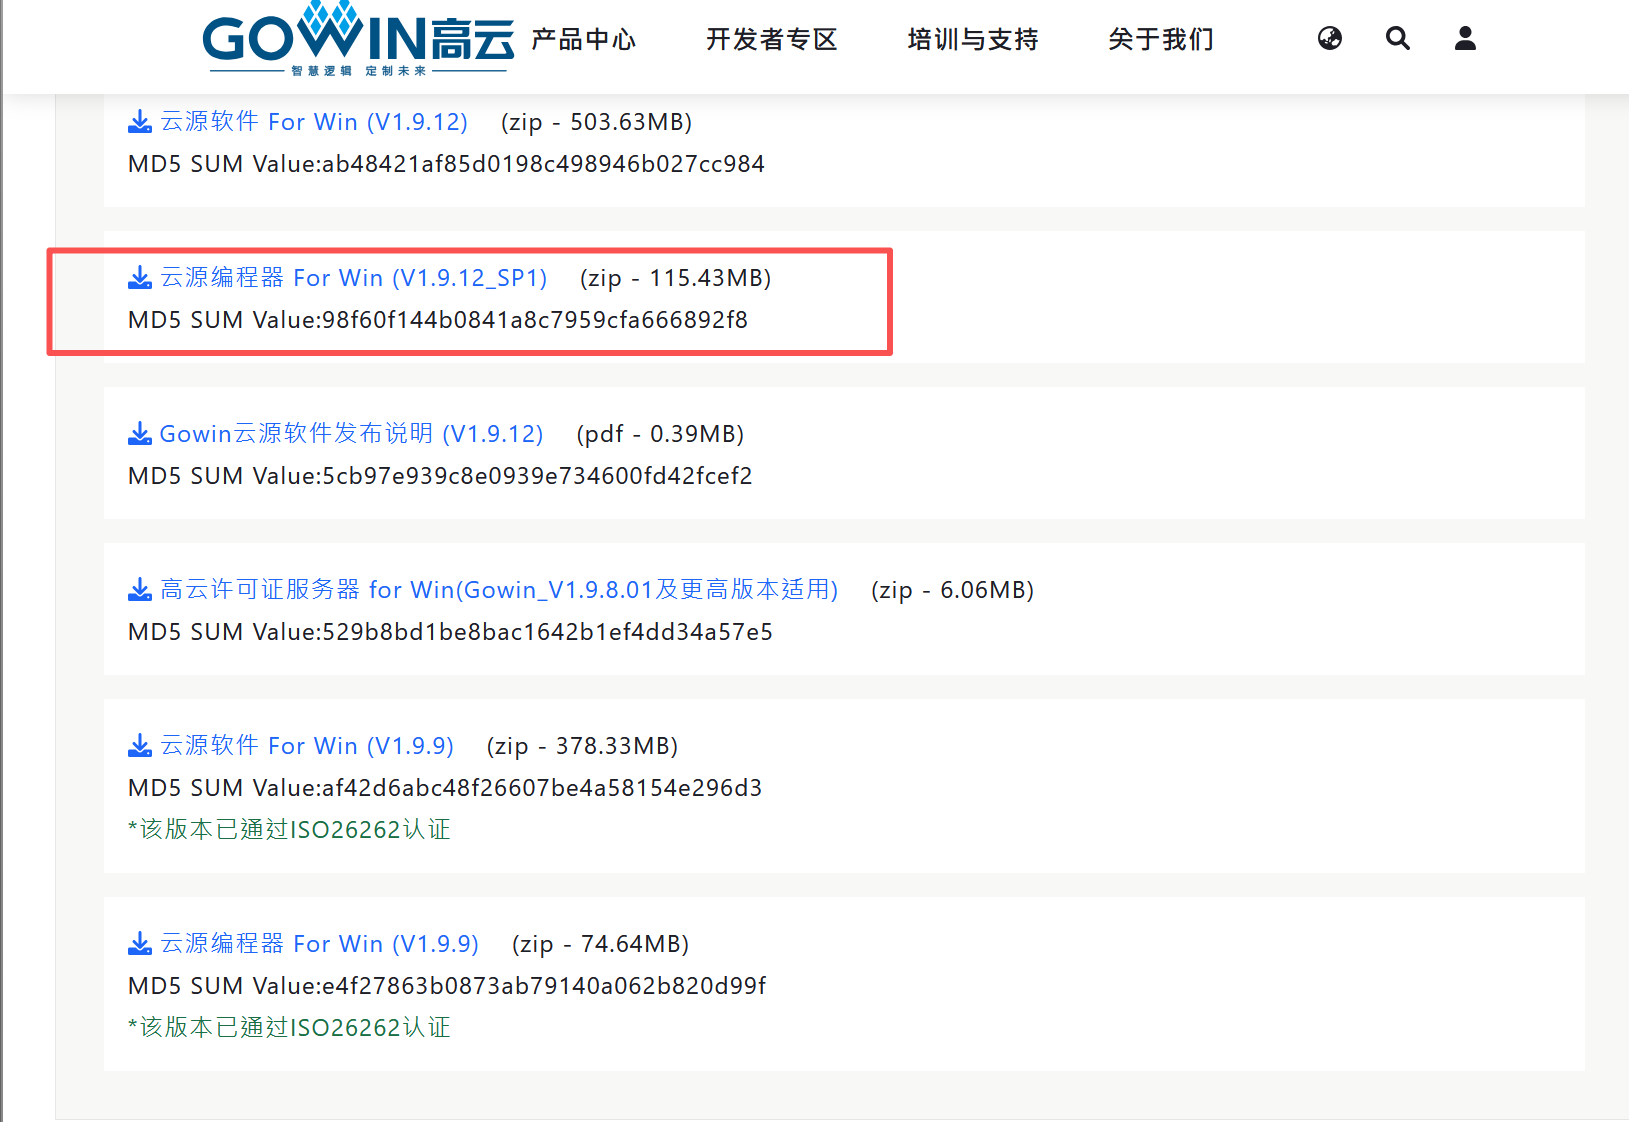 GOWIN高云
智慧逻辑 定制未来
产品中心 开发者专区 培训与支持 关于我们
云源软件 For Win (V1.9.12) (zip - 503.63MB)
MD5 SUM Value:ab48421af85d0198c498946b027cc984
云源编程器 For Win (V1.9.12_SP1) (zip - 115.43MB)
MD5 SUM Value:98f60f144b0841a8c7959cfa666892f8
Gowin云源软件发布说明 (V1.9.12) (pdf - 0.39MB)
MD5 SUM Value:5cb97e939c8e0939e734600fd42fcef2
高云许可证服务器 for Win(Gowin_V1.9.8.01及更高版本适用) (zip - 6.06MB)
MD5 SUM Value:529b8bd1be8bac1642b1ef4dd34a57e5
云源软件 For Win (V1.9.9) (zip - 378.33MB)
MD5 SUM Value:af42d6abc48f26607be4a58154e296d3
*该版本已通过ISO26262认证
云源编程器 For Win (V1.9.9) (zip - 74.64MB)
MD5 SUM Value:e4f27863b0873ab79140a062b820d99f
*该版本已通过ISO26262认证